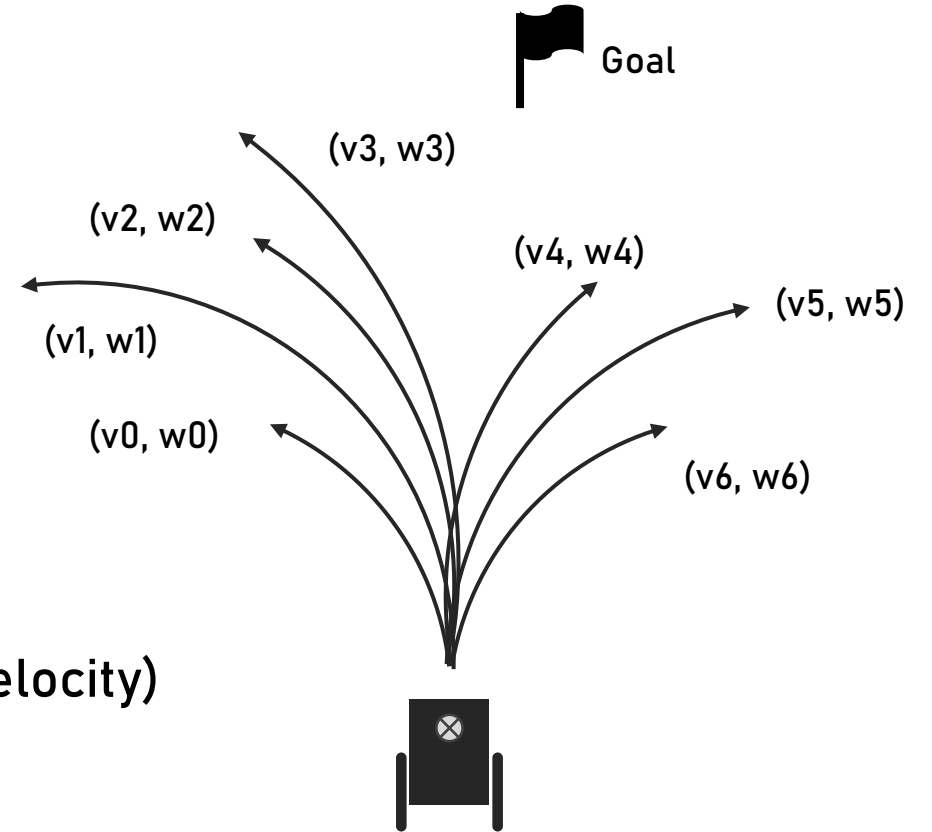 Goal
(v3, w3)
(v2, w2)
(v4, w4)
(v5, w5)
(v1, w1)
(v0, w0)
(v6, w6)
elocity)